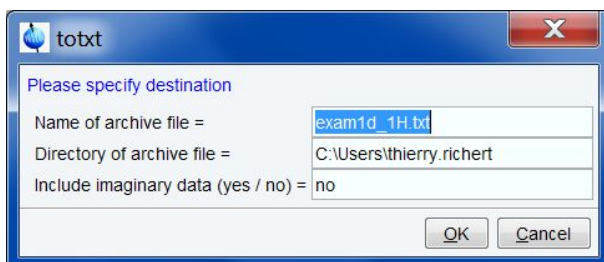 totxt
Please specify destination
Name of archive file = exam1d_1H.txt
Directory of archive file = C:\Users\thierry.richert
Include imaginary data (yes / no) = no
OK Cancel